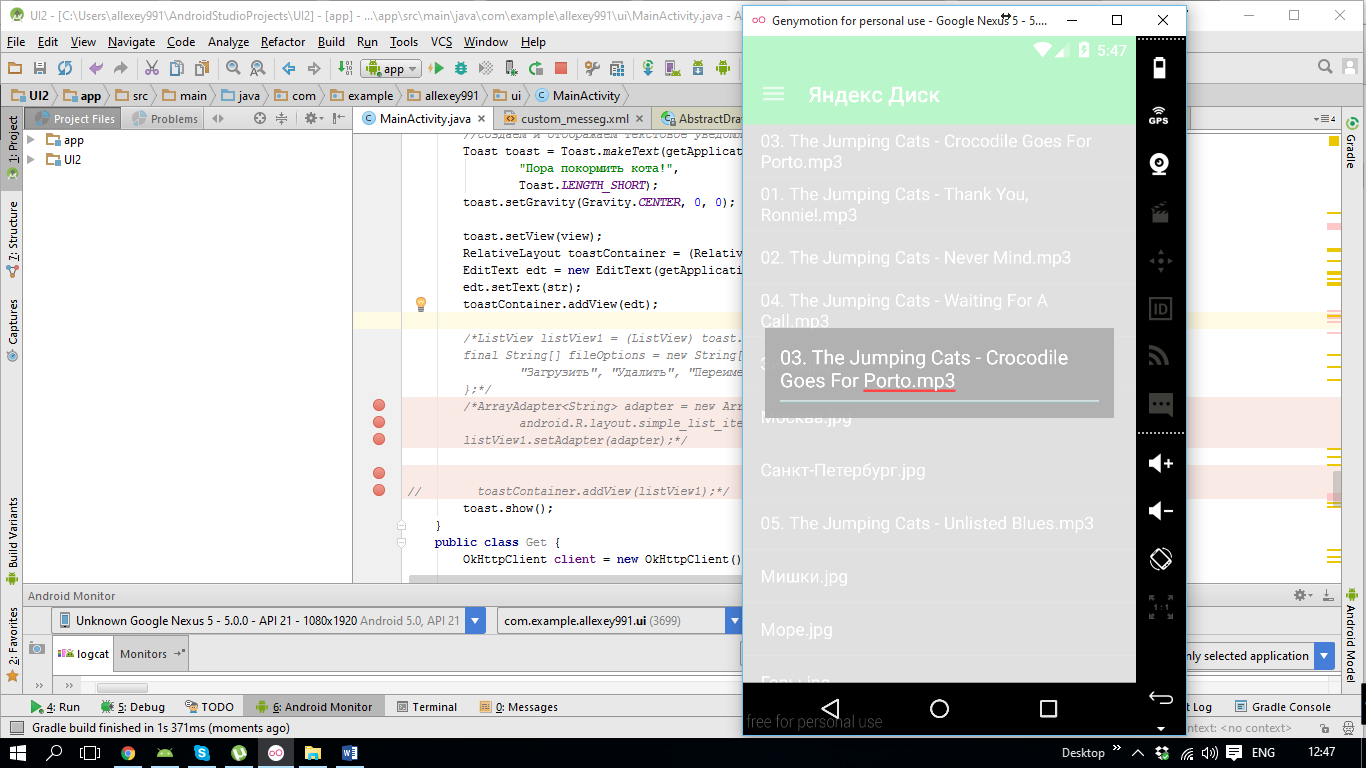 UI2 - [C:\Users\allexey991\AndroidStudioProjects\UI2] - [app] - ...\app\src\main\java\com\example\allexey991\ui\MainActivity.java - Android
File Edit View Navigate Code Analyze Refactor Build Run Tools VCS Window Help
app
UI2 app src main java com example allexey991 ui MainActivity
Project Files Problems
MainActivity.java custom_messeg.xml AbstractDra
4
1: Project
7: Structure
Captures
Build Variants
2: Favorites
app
UI2
Toast toast = Toast.makeText(getApplicat
"Пора покормить кота!",
Toast.LENGTH_SHORT);
toast.setGravity(Gravity.CENTER, 0, 0);
toast.setView(view);
RelativeLayout toastContainer = (Relativ
EditText edt = new EditText(getApplicat
edt.setText(str);
toastContainer.addView(edt);
/*ListView listView1 = (ListView) toast.
final String[] fileOptions = new String[
"Загрузить", "Удалить", "Переиме
};*/
/*ArrayAdapter<String> adapter = new Arr
android.R.layout.simple_list_ite
listView1.setAdapter(adapter);*/
// toastContainer.addView(listView1);*/
toast.show();
}
public class Get {
OkHttpClient client = new OkHttpClient()
Genymotion for personal use - Google Nexus 5 - 5....
5:47
Яндекс Диск
03. The Jumping Cats - Crocodile Goes For
Porto.mp3
01. The Jumping Cats - Thank You,
Ronnie!.mp3
02. The Jumping Cats - Never Mind.mp3
04. The Jumping Cats - Waiting For A
Call.mp3
03. The Jumping Cats - Crocodile
Goes For Porto.mp3
Москва.jpg
Санкт-Петербург.jpg
05. The Jumping Cats - Unlisted Blues.mp3
Мишки.jpg
Море.jpg
Горы.jpg
free for personal use
GPS
ID
1:1
Gradle
Android Model
Android Monitor
Unknown Google Nexus 5 - 5.0.0 - API 21 - 1080x1920 Android 5.0, API 21
com.example.allexey991.ui (3699)
logcat Monitors
nly selected application
4: Run 5: Debug TODO 6: Android Monitor Terminal 0: Messages
t Log Gradle Console
Gradle build finished in 1s 371ms (moments ago)
ntext: <no context>
Desktop ENG 12:47